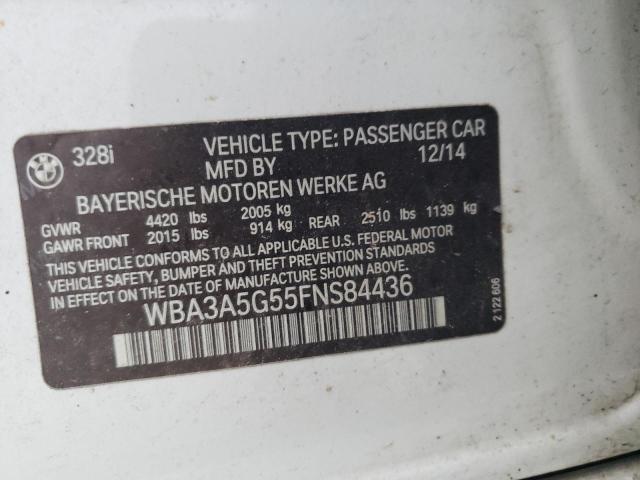 BMW
328i
VEHICLE TYPE: PASSENGER CAR
MFD BY 12/14
BAYERISCHE MOTOREN WERKE AG
GVWR 4420 lbs 2005 kg
GAWR FRONT 2015 lbs 914 kg REAR 2510 lbs 1139 kg
THIS VEHICLE CONFORMS TO ALL APPLICABLE U.S. FEDERAL MOTOR
VEHICLE SAFETY, BUMPER AND THEFT PREVENTION STANDARDS
IN EFFECT ON THE DATE OF MANUFACTURE SHOWN ABOVE.
WBA3A5G55FNS84436
2 122 606